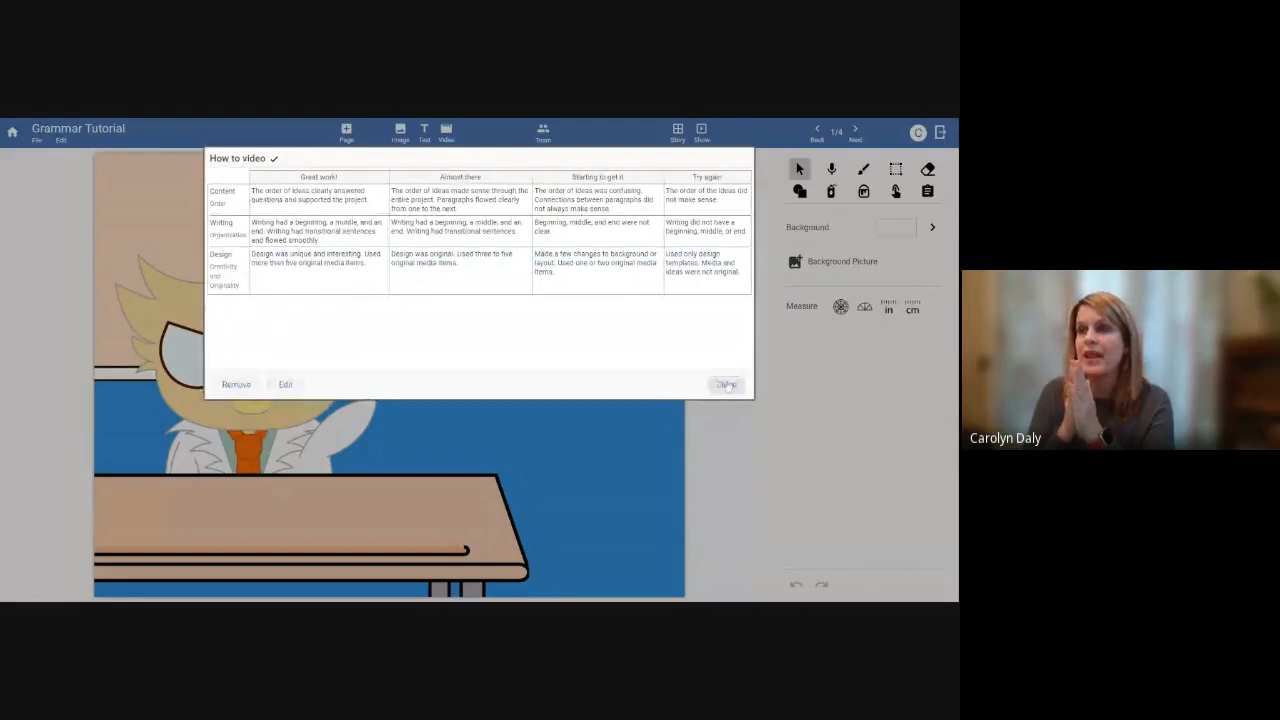 Grammar Tutorial
File Edit
Page
Image Text Video
Team
Story Show
Back 1/4 Next
C
How to video
Great work! Almost there Starting to get it Try again
Content
Order
The order of ideas clearly answered
questions and supported the project.
The order of ideas made sense through the
entire project. Paragraphs flowed clearly
from one to the next.
The order of ideas was confusing.
Connections between paragraphs did
not always make sense.
The order of the ideas did
not make sense.
Writing
Organization
Writing had a beginning, a middle, and an
end. Writing had transitional sentences
and flowed smoothly.
Writing had a beginning, a middle, and an
end. Writing had transitional sentences.
Beginning, middle, and end were not
clear.
Writing did not have a
beginning, middle, or end.
Design
Creativity
and
Originality
Design was unique and interesting. Used
more than five original media items.
Design was original. Used three to five
original media items.
Made a few changes to background or
layout. Used one or two original media
items.
Used only design
templates. Media and
ideas were not original.
Remove Edit
Background
Background Picture
Measure in cm
Carolyn Daly